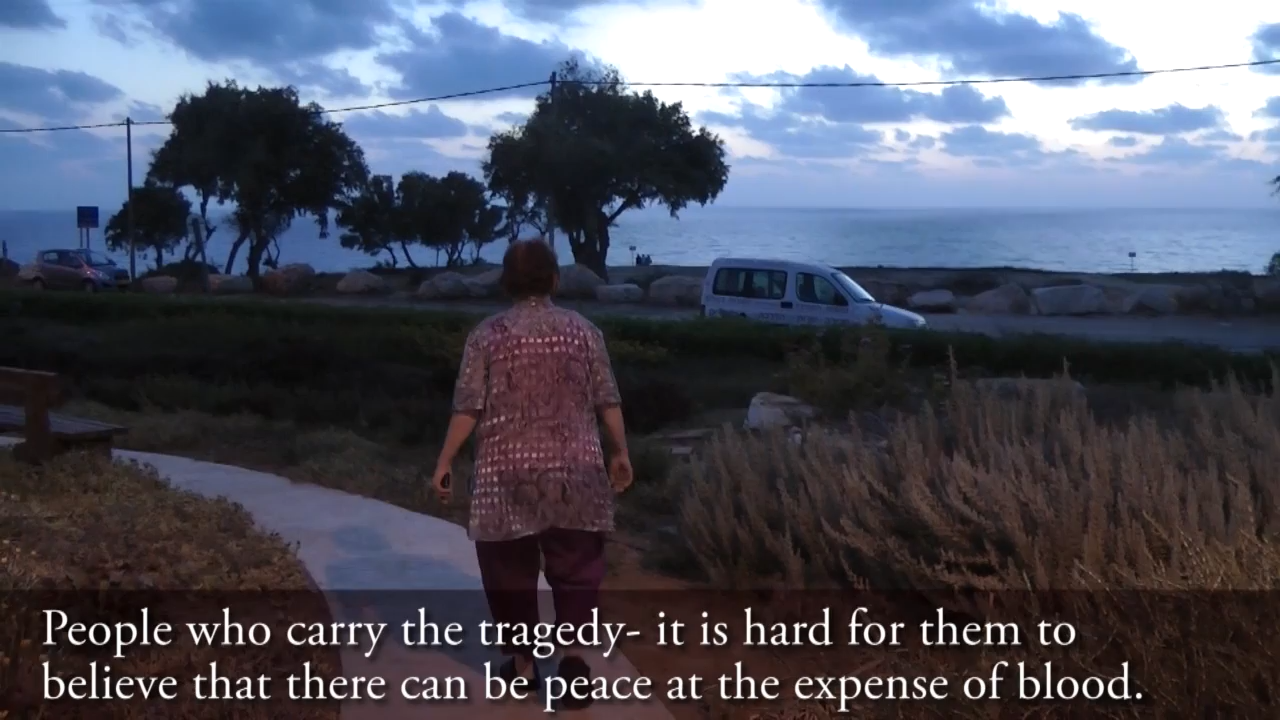 People who carry the tragedy- it is hard for them to
believe that there can be peace at the expense of blood.